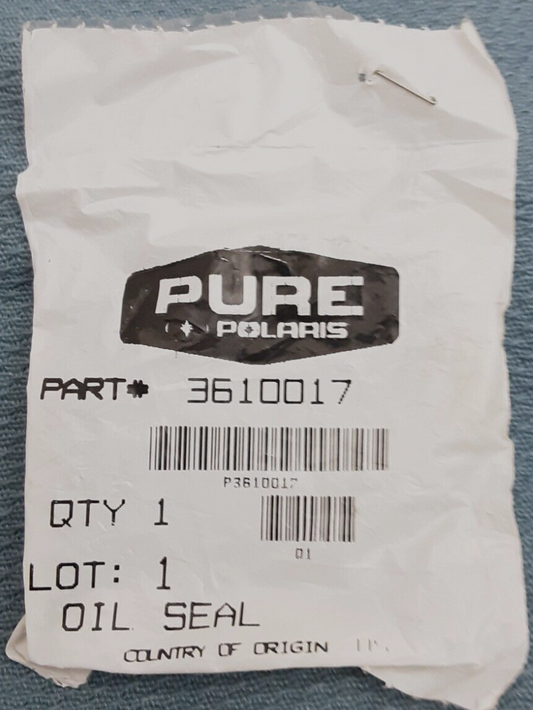 PURE
POLARIS
PART# 3610017
P3610017
QTY 1
01
LOT: 1
OIL SEAL
COUNTRY OF ORIGIN